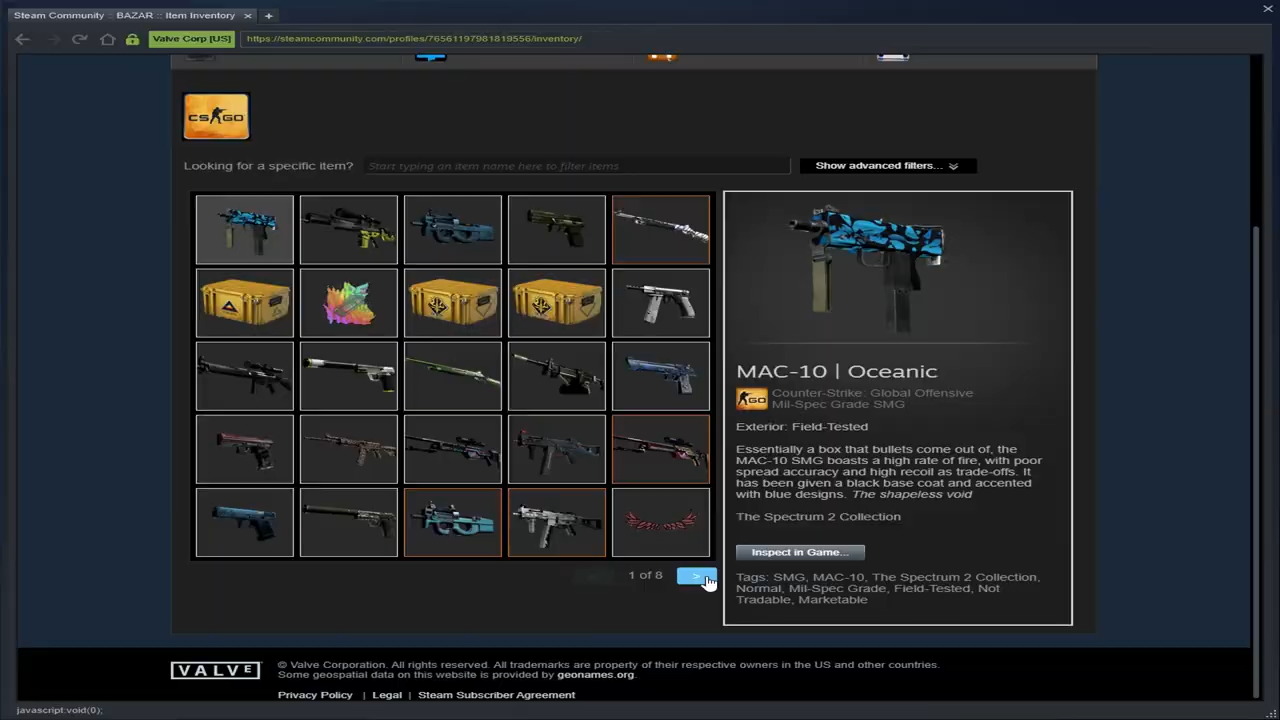 Steam Community :: BAZAR :: Item Inventory
Valve Corp [US]
https://steamcommunity.com/profiles/76561197981819556/inventory/
CS GO
Looking for a specific item?
Start typing an item name here to filter items
Show advanced filters...
MAC-10 | Oceanic
GO
Counter-Strike: Global Offensive
Mil-Spec Grade SMG
Exterior: Field-Tested
Essentially a box that bullets come out of, the
MAC-10 SMG boasts a high rate of fire, with poor
spread accuracy and high recoil as trade-offs. It
has been given a black base coat and accented
with blue designs. The shapeless void
The Spectrum 2 Collection
Inspect in Game...
1 of 8
>
Tags: SMG, MAC-10, The Spectrum 2 Collection,
Normal, Mil-Spec Grade, Field-Tested, Not
Tradable, Marketable
VALVE
© Valve Corporation. All rights reserved. All trademarks are property of their respective owners in the US and other countries.
Some geospatial data on this website is provided by geonames.org.
Privacy Policy | Legal | Steam Subscriber Agreement
javascript:void(0);